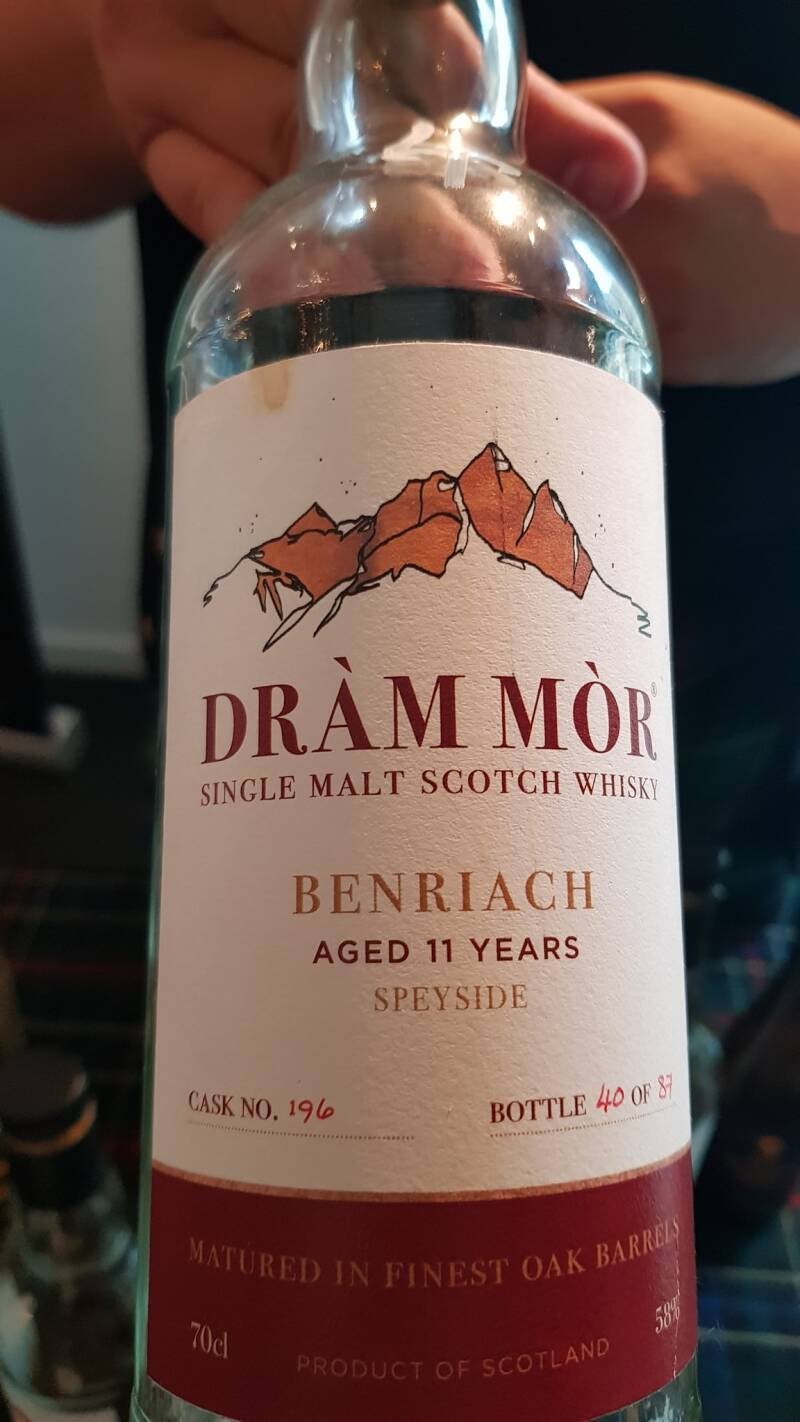 DRÀM MÒR®
SINGLE MALT SCOTCH WHISKY
BENRIACH
AGED 11 YEARS
SPEYSIDE
CASK NO. 196 BOTTLE 40 OF 87
MATURED IN FINEST OAK BARRELS
70cl 58%
PRODUCT OF SCOTLAND